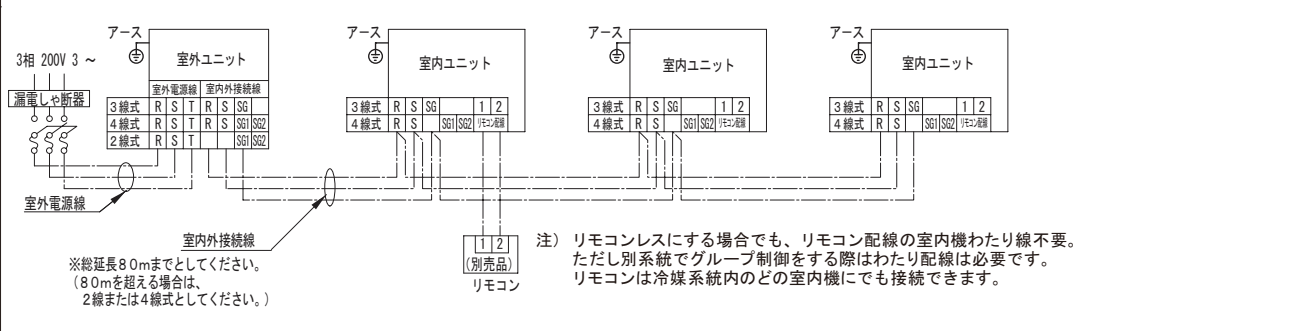 アース
3相 200V 3 ~
漏電しゃ断器
室外ユニット
室外電源線 室内外接続線
3線式 R S T R S SG
4線式 R S T R S SG1 SG2
2線式 R S T SG1 SG2
室外電源線
アース
室内ユニット
3線式 R S SG 1 2
4線式 R S SG1 SG2 リモコン配線
アース
室内ユニット
3線式 R S SG 1 2
4線式 R S SG1 SG2 リモコン配線
アース
室内ユニット
3線式 R S SG 1 2
4線式 R S SG1 SG2 リモコン配線
室内外接続線
※総延長80mまでとしてください。
(80mを超える場合は、
2線または4線式としてください。)
1 2
(別売品)
リモコン
注) リモコンレスにする場合でも、リモコン配線の室内機わたり線不要。
ただし別系統でグループ制御をする際はわたり配線は必要です。
リモコンは冷媒系統内のどの室内機にでも接続できます。